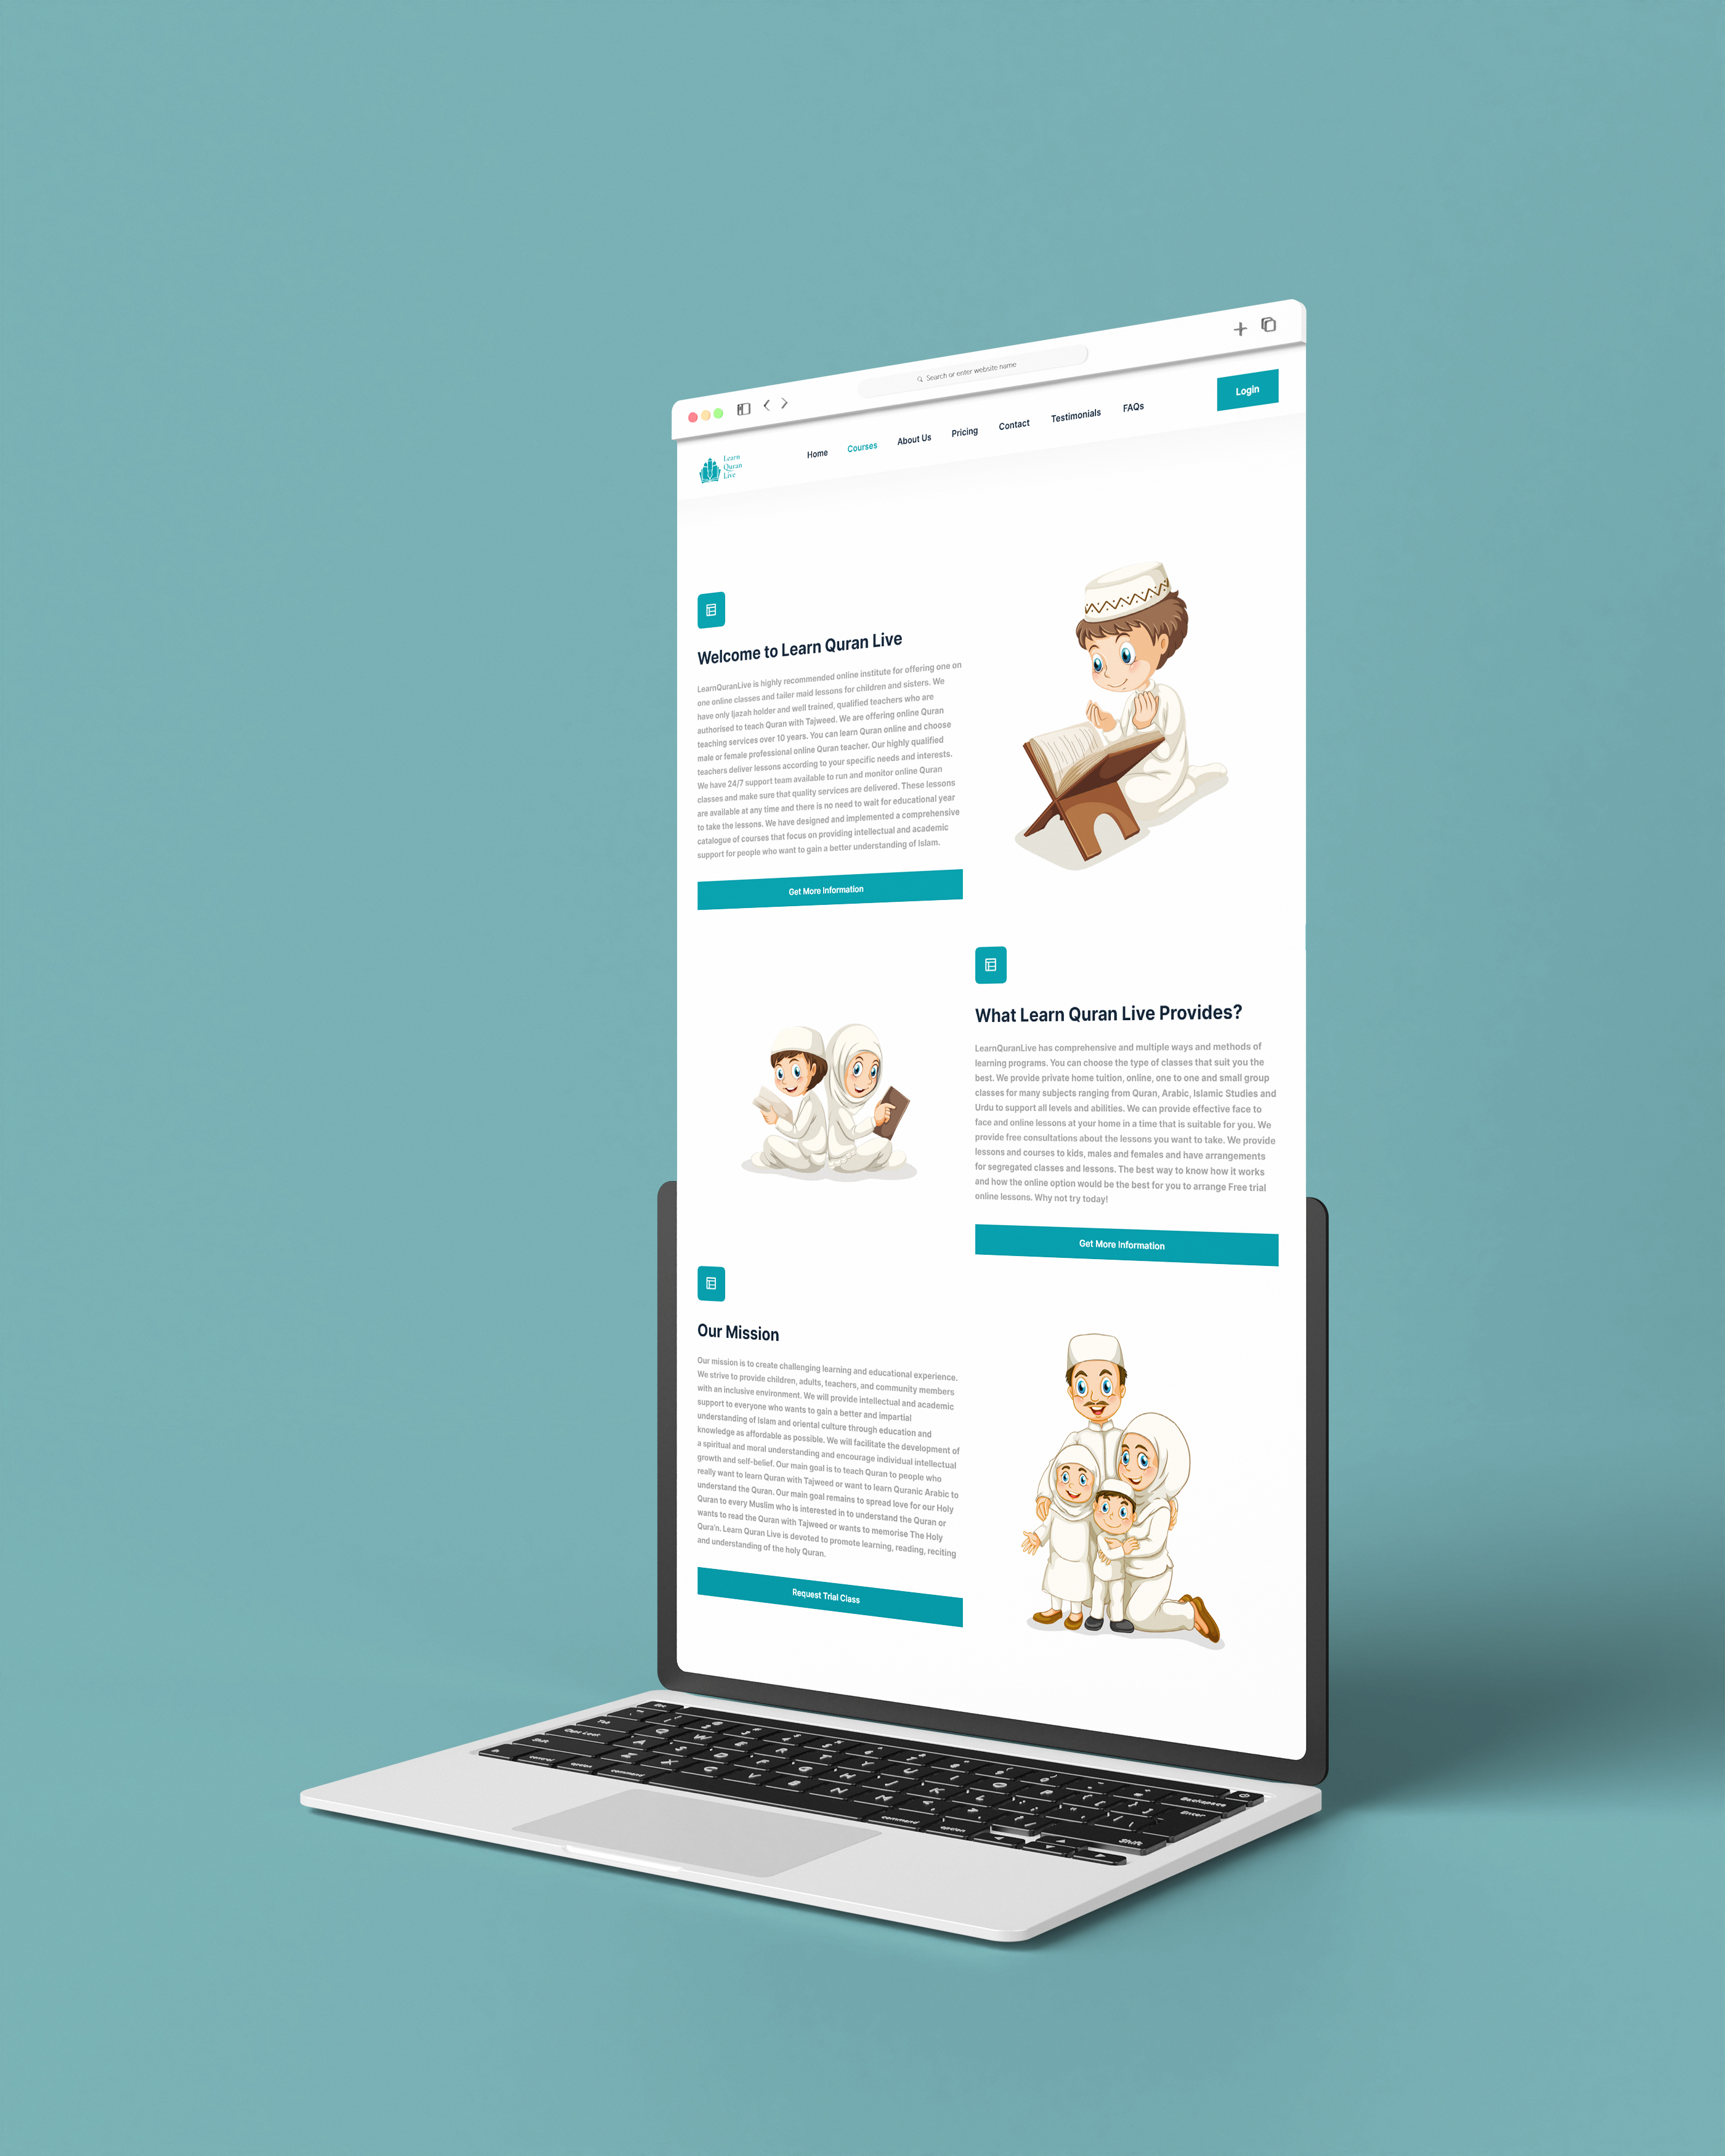 Search or enter website name
Learn
Quran
Live
Home
Courses
About Us
Pricing
Contact
Testimonials
FAQs
Login
Welcome to Learn Quran Live
LearnQuranLive is highly recommended online institute for offering one on
one online classes and tailer maid lessons for children and sisters. We
have only Ijazah holder and well trained, qualified teachers who are
authorised to teach Quran with Tajweed. We are offering online Quran
teaching services over 10 years. You can learn Quran online and choose
male or female professional online Quran teacher. Our highly qualified
teachers deliver lessons according to your specific needs and interests.
We have 24/7 support team available to run and monitor online Quran
classes and make sure that quality services are delivered. These lessons
are available at any time and there is no need to wait for educational year
to take the lessons. We have designed and implemented a comprehensive
catalogue of courses that focus on providing intellectual and academic
support for people who want to gain a better understanding of Islam.
Get More Information
What Learn Quran Live Provides?
LearnQuranLive has comprehensive and multiple ways and methods of
learning programs. You can choose the type of classes that suit you the
best. We provide private home tuition, online, one to one and small group
classes for many subjects ranging from Quran, Arabic, Islamic Studies and
Urdu to support all levels and abilities. We can provide effective face to
face and online lessons at your home in a time that is suitable for you. We
provide free consultations about the lessons you want to take. We provide
lessons and courses to kids, males and females and have arrangements
for segregated classes and lessons. The best way to know how it works
and how the online option would be the best for you to arrange Free trial
online lessons. Why not try today!
Get More Information
Our Mission
Our mission is to create challenging learning and educational experience.
We strive to provide children, adults, teachers, and community members
with an inclusive environment. We will provide intellectual and academic
support to everyone who wants to gain a better and impartial
understanding of Islam and oriental culture through education and
knowledge as affordable as possible. We will facilitate the development of
a spiritual and moral understanding and encourage individual intellectual
growth and self-belief. Our main goal is to teach Quran to people who
really want to learn Quran with Tajweed or want to learn Quranic Arabic to
understand the Quran. Our main goal remains to spread love for our Holy
Quran to every Muslim who is interested in to understand the Quran or
wants to read the Quran with Tajweed or wants to memorise The Holy
Qura'n. Learn Quran Live is devoted to promote learning, reading, reciting
and understanding of the holy Quran.
Request Trial Class